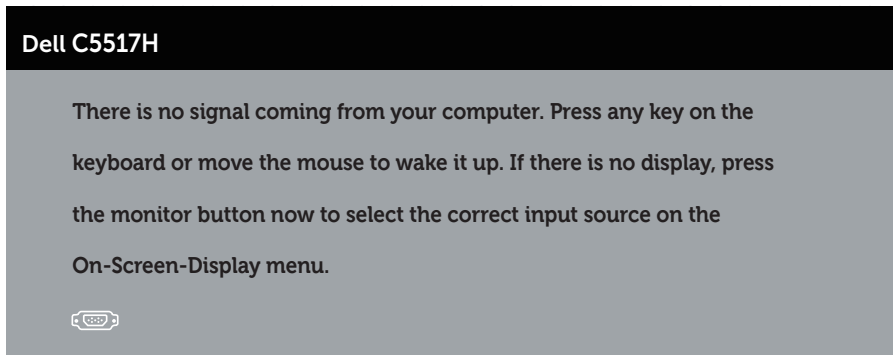 Dell C5517H
There is no signal coming from your computer. Press any key on the
keyboard or move the mouse to wake it up. If there is no display, press
the monitor button now to select the correct input source on the
On-Screen-Display menu.